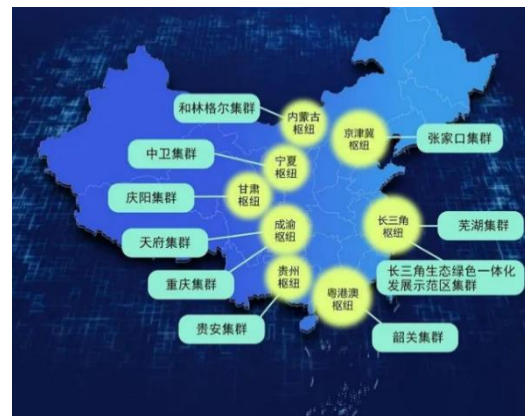 和林格尔集群
内蒙古
枢纽
京津冀
枢纽
张家口集群
中卫集群
宁夏
枢纽
庆阳集群
甘肃
枢纽
天府集群
成渝
枢纽
长三角
枢纽
芜湖集群
重庆集群
贵州
枢纽
长三角生态绿色一体化
发展示范区集群
贵安集群
粤港澳
枢纽
韶关集群